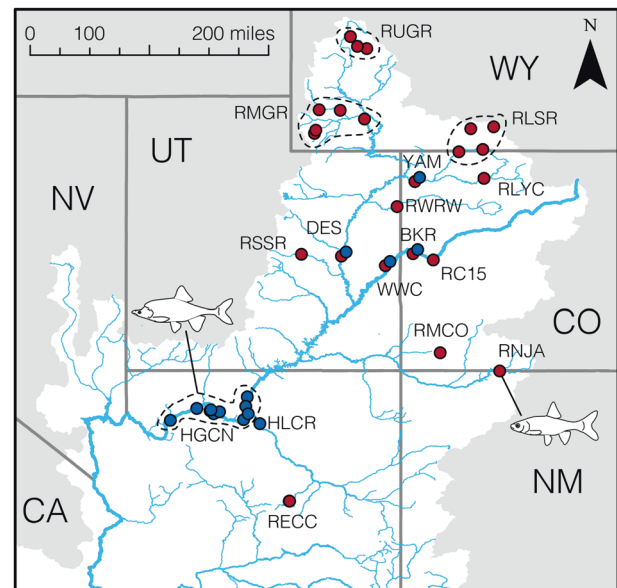 RUGR
N
0 100 200 miles
WY
RMGR
RLSR
UT
YAM
NV
RLYC
RWRW
DES
BKR
RSSR
RC15
WWC
RMCO
CO
RNJA
HLCR
HGCN
NM
CA
RECC